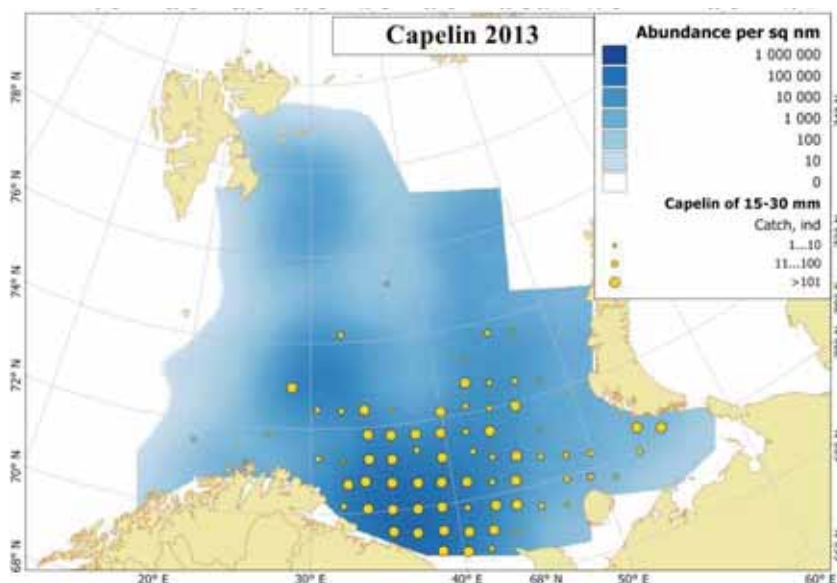 Capelin 2013
Abundance per sq nm
1 000 000
100 000
10 000
1 000
100
10
0
Capelin of 15-30 mm
Catch, ind
1...10
11...100
>101
78° N
76° N
74° N
72° N
70° N
68° N
20° E
30° E
40° E
68° N
50° E
60°